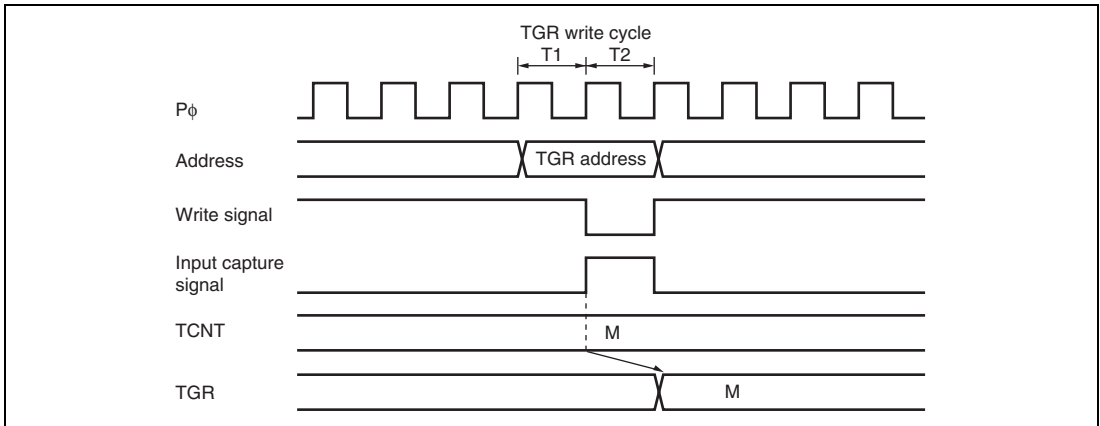 TGR write cycle
T1 T2
Pϕ
Address
TGR address
Write signal
Input capture
signal
TCNT
M
TGR
M